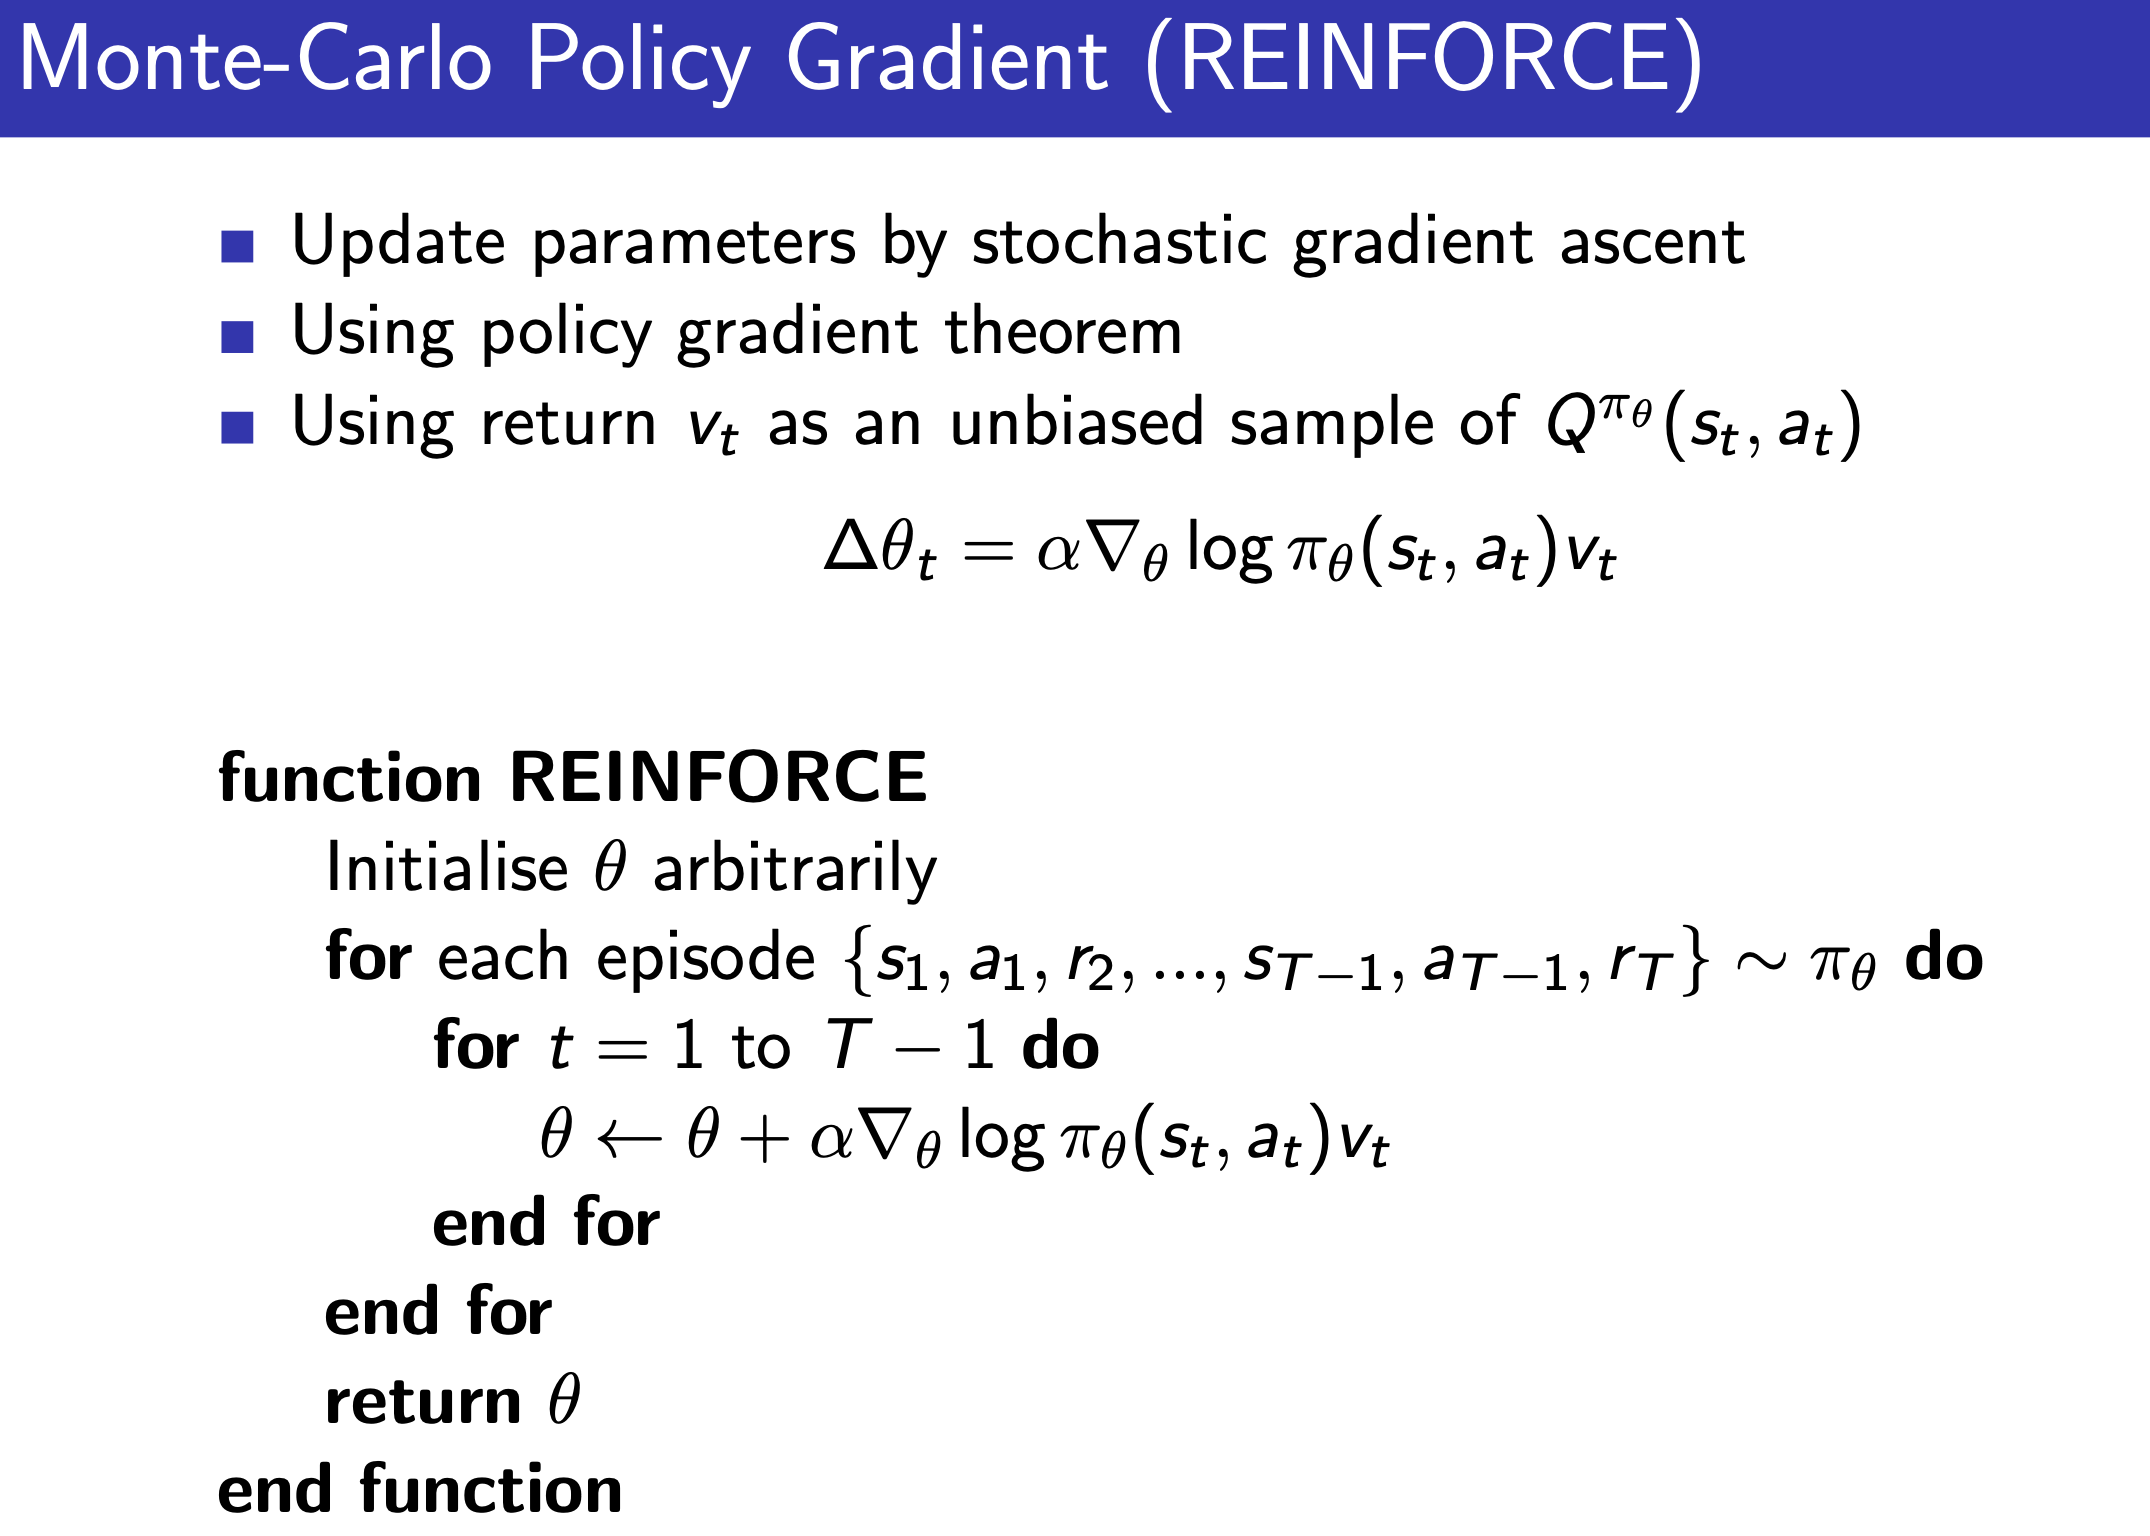 Monte-Carlo Policy Gradient (REINFORCE)
Update parameters by stochastic gradient ascent
Using policy gradient theorem
Using return $v_t$ as an unbiased sample of $Q^{\pi_\theta}(s_t, a_t)$
$\Delta\theta_t = \alpha\nabla_\theta \log \pi_\theta(s_t, a_t)v_t$
function REINFORCE
Initialise $\theta$ arbitrarily
for each episode $\{s_1, a_1, r_2, ..., s_{T-1}, a_{T-1}, r_T\} \sim \pi_\theta$ do
for $t = 1$ to $T - 1$ do
$\theta \leftarrow \theta + \alpha\nabla_\theta \log \pi_\theta(s_t, a_t)v_t$
end for
end for
return $\theta$
end function